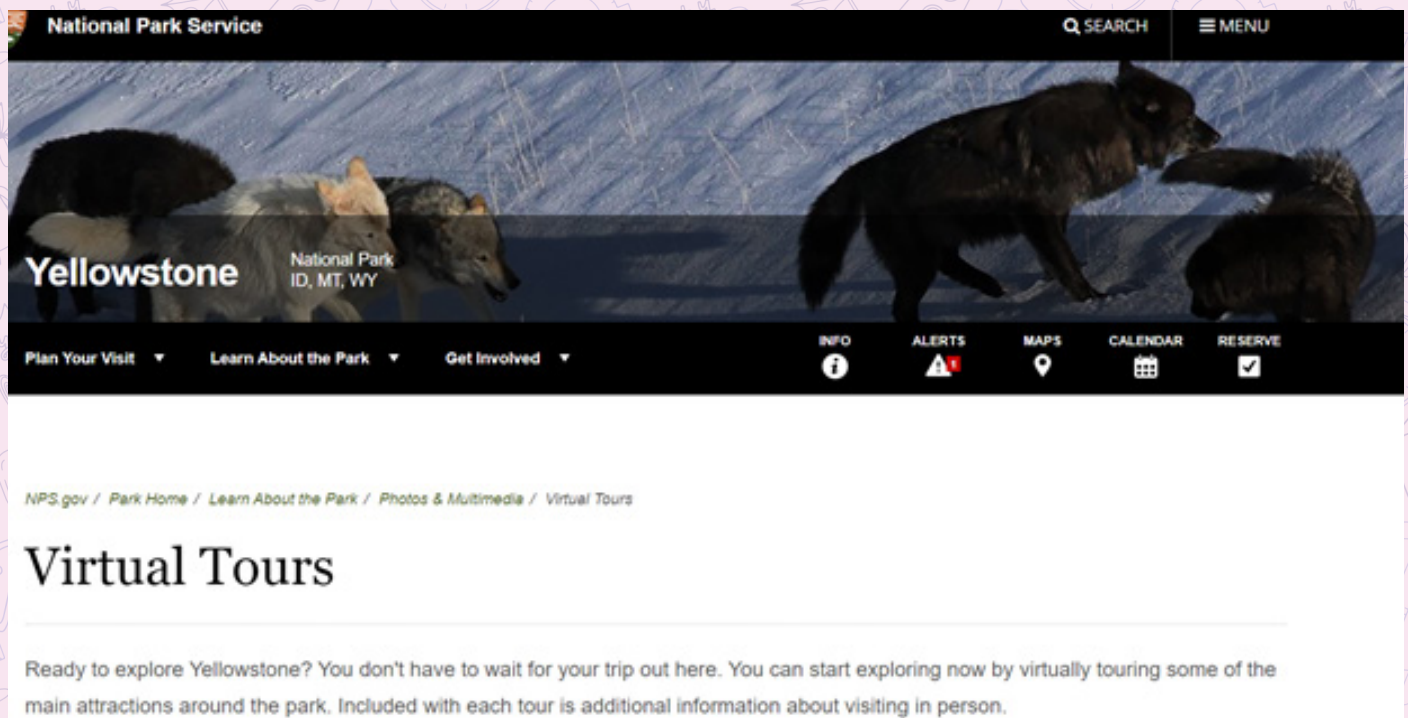 National Park Service
SEARCH
MENU
Yellowstone
National Park
ID, MT, WY
Plan Your Visit
Learn About the Park
Get Involved
INFO
ALERTS
MAPS
CALENDAR
RESERVE
NPS.gov / Park Home / Learn About the Park / Photos & Multimedia / Virtual Tours
Virtual Tours
Ready to explore Yellowstone? You don't have to wait for your trip out here. You can start exploring now by virtually touring some of the
main attractions around the park. Included with each tour is additional information about visiting in person.